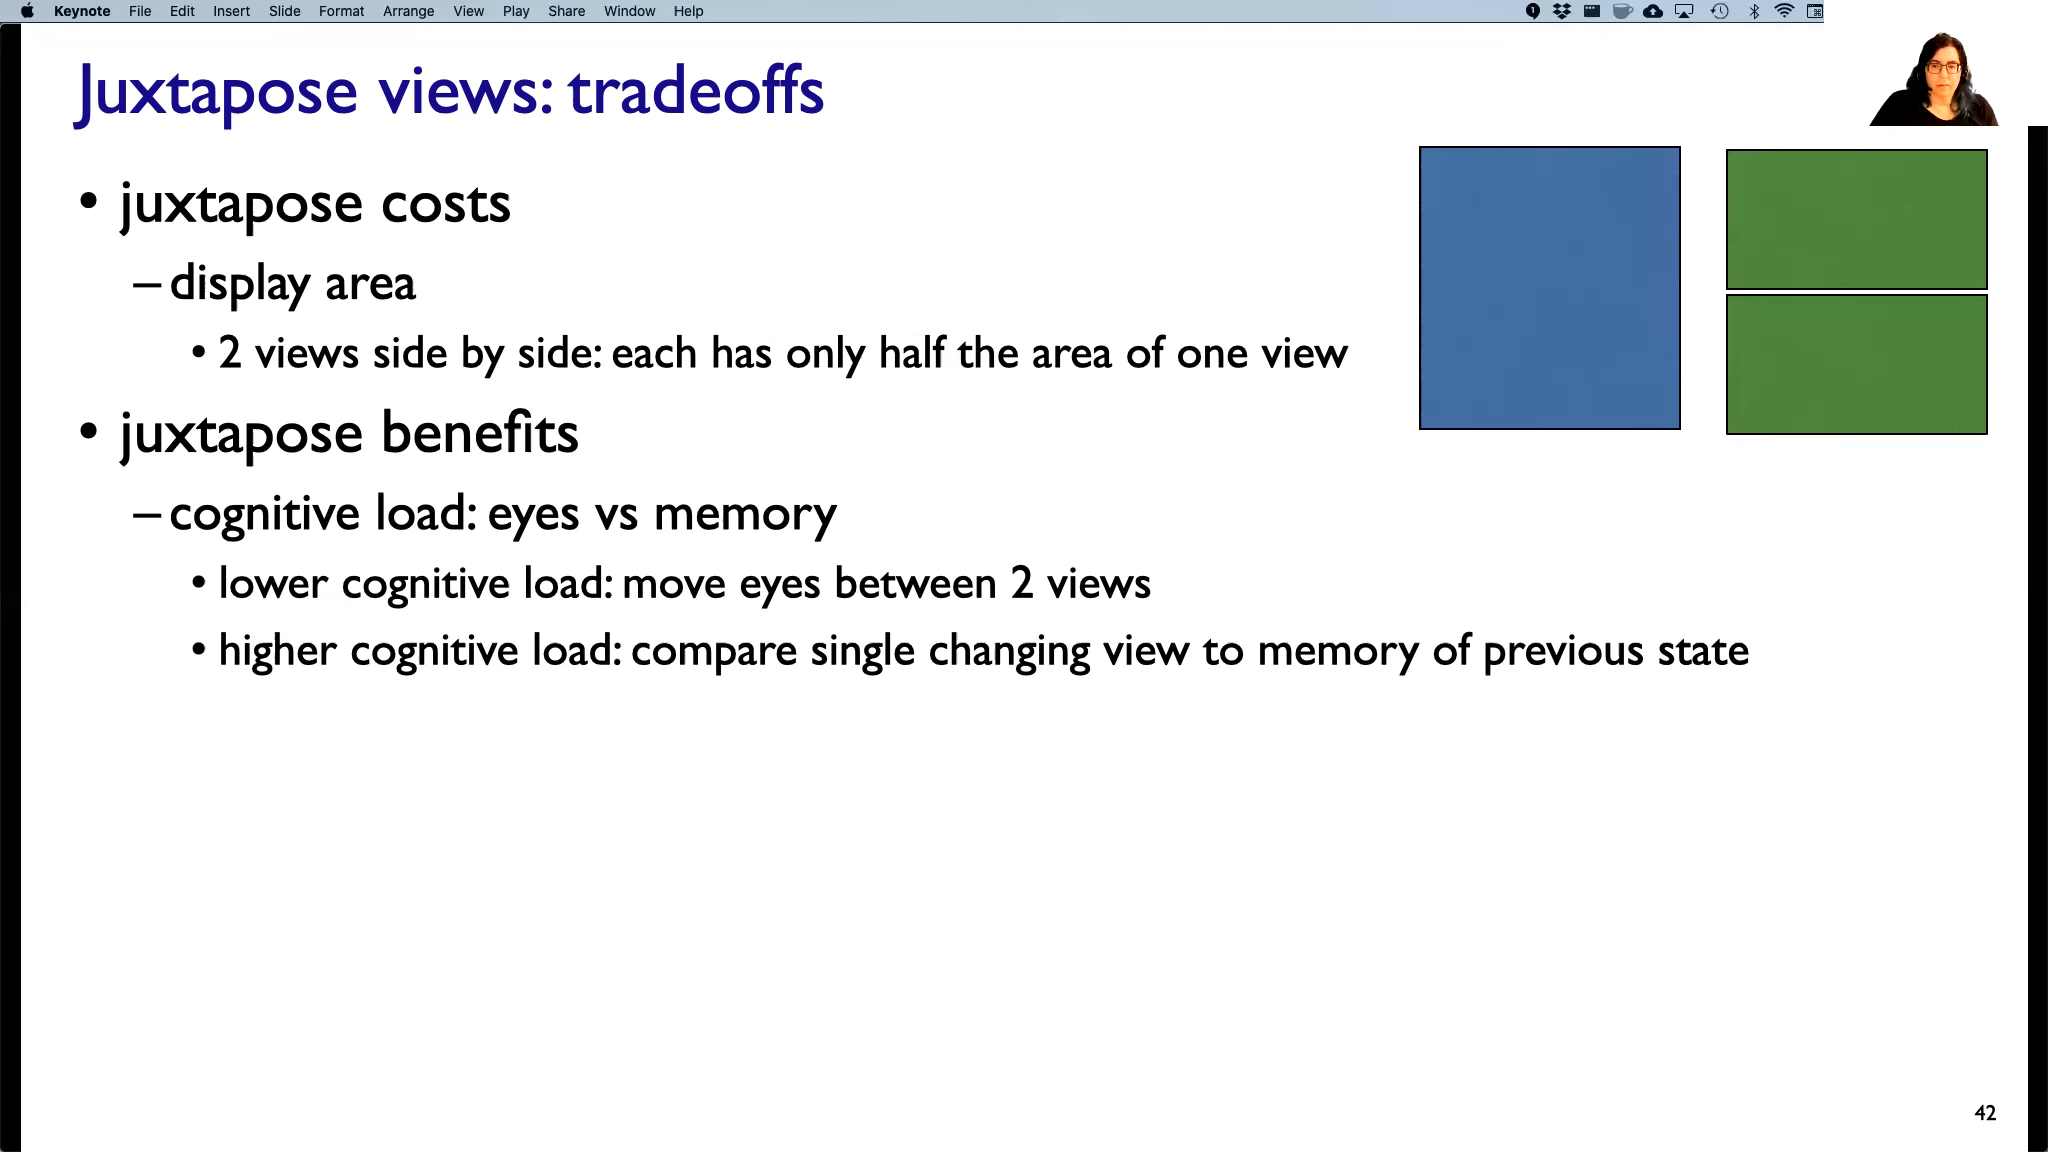 Keynote File Edit Insert Slide Format Arrange View Play Share Window Help
Juxtapose views: tradeoffs
• juxtapose costs
– display area
• 2 views side by side: each has only half the area of one view
• juxtapose benefits
– cognitive load: eyes vs memory
• lower cognitive load: move eyes between 2 views
• higher cognitive load: compare single changing view to memory of previous state
42